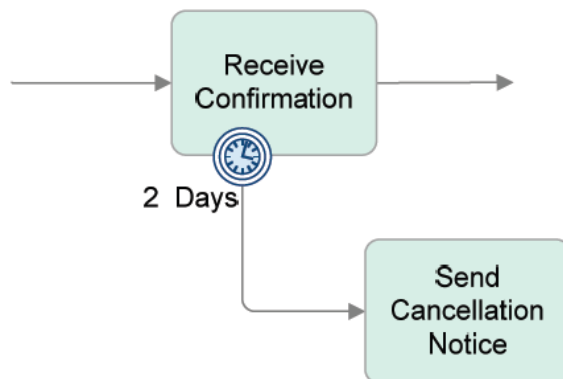 Receive
Confirmation
2 Days
Send
Cancellation
Notice